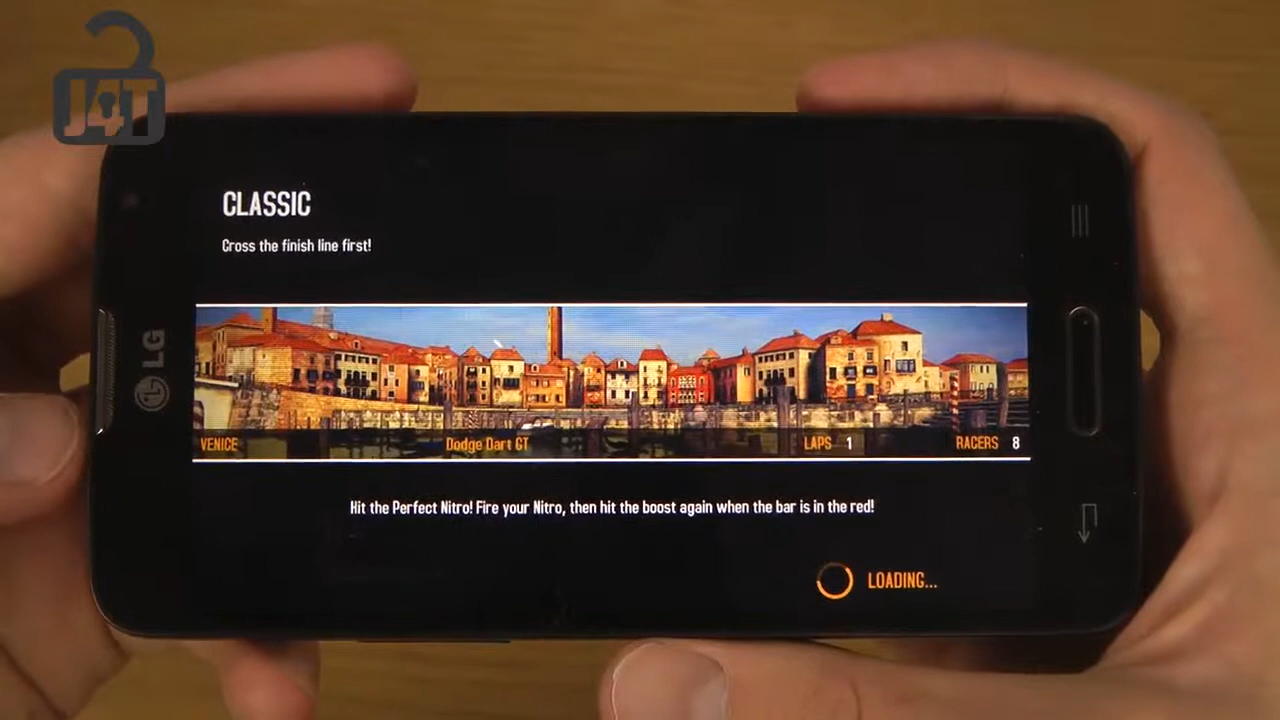 J4T
CLASSIC
Cross the finish line first!
LG
VENICE
Dodge Dart GT
LAPS 1
RACERS 8
Hit the Perfect Nitro! Fire your Nitro, then hit the boost again when the bar is in the red!
LOADING...